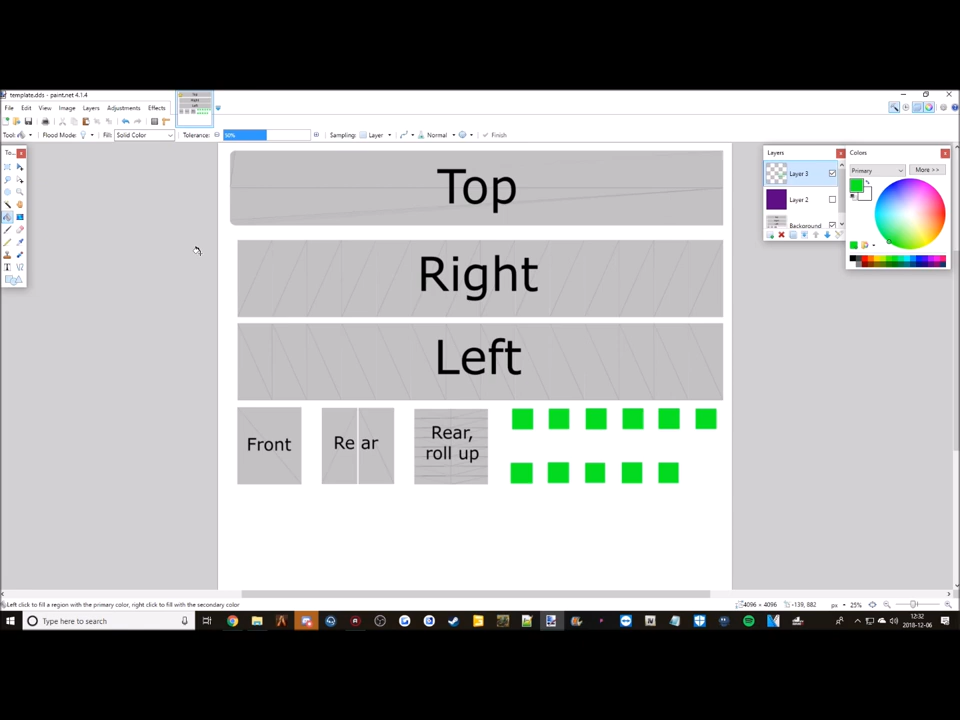 template.dds - paint.net 4.1.4
File Edit View Image Layers Adjustments Effects
Tool: Flood Mode: Fill: Solid Color Tolerance: 50% Sampling: Layer Normal Finish
To...
Layers
Layer 3
Layer 2
Background
Colors
Primary
More >>
Top
Right
Left
Front
Re ar
Rear,
roll up
Left click to fill a region with the primary color, right click to fill with the secondary color
4096 × 4096
-139, 882
px
25%
Type here to search
12:32
2018-12-06